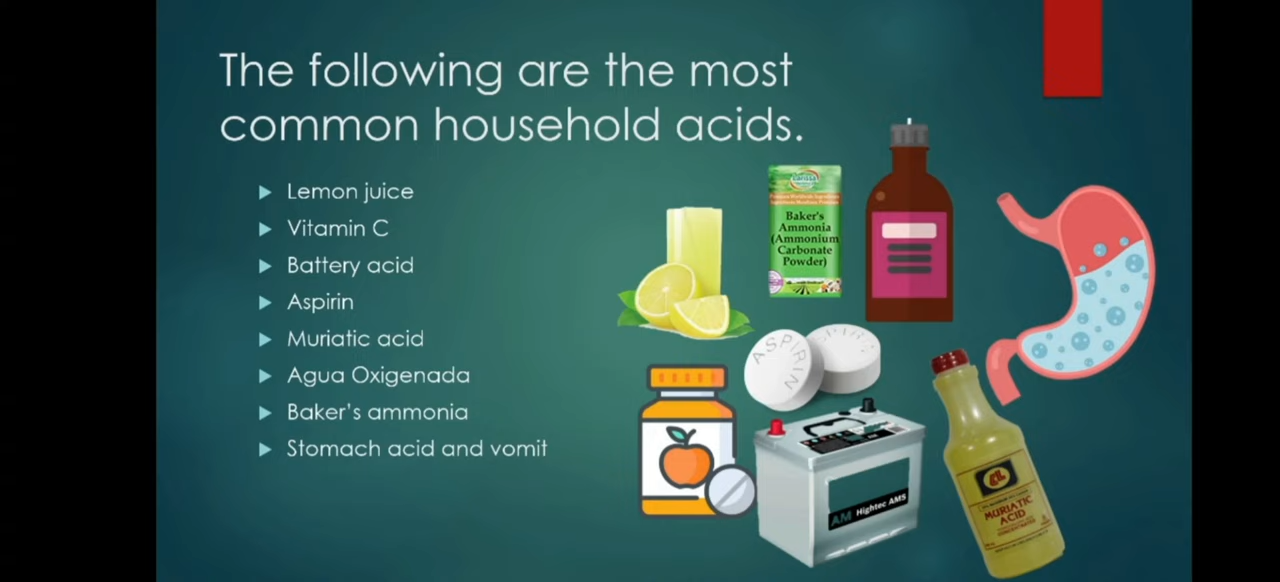 The following are the most
common household acids.
Lemon juice
Vitamin C
Battery acid
Aspirin
Muriatic acid
Agua Oxigenada
Baker's ammonia
Stomach acid and vomit
Baker's
Ammonia
(Ammonium
Carbonate
Powder)
ASPIRIN
AM Hightec AMS
MURIATIC
ACID